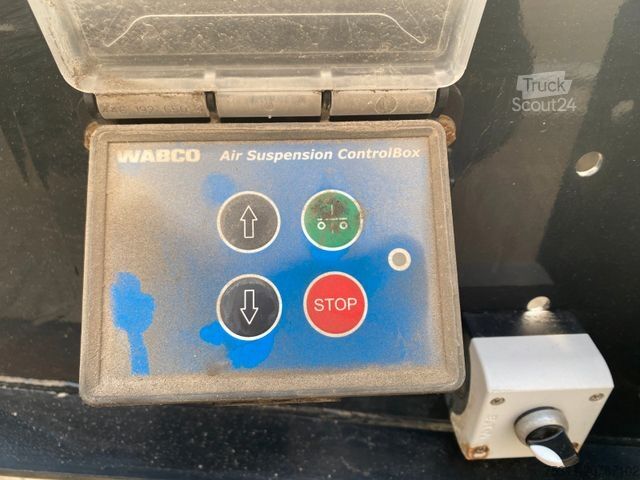 Truck
Scout24
WABCO Air Suspension ControlBox
STOP